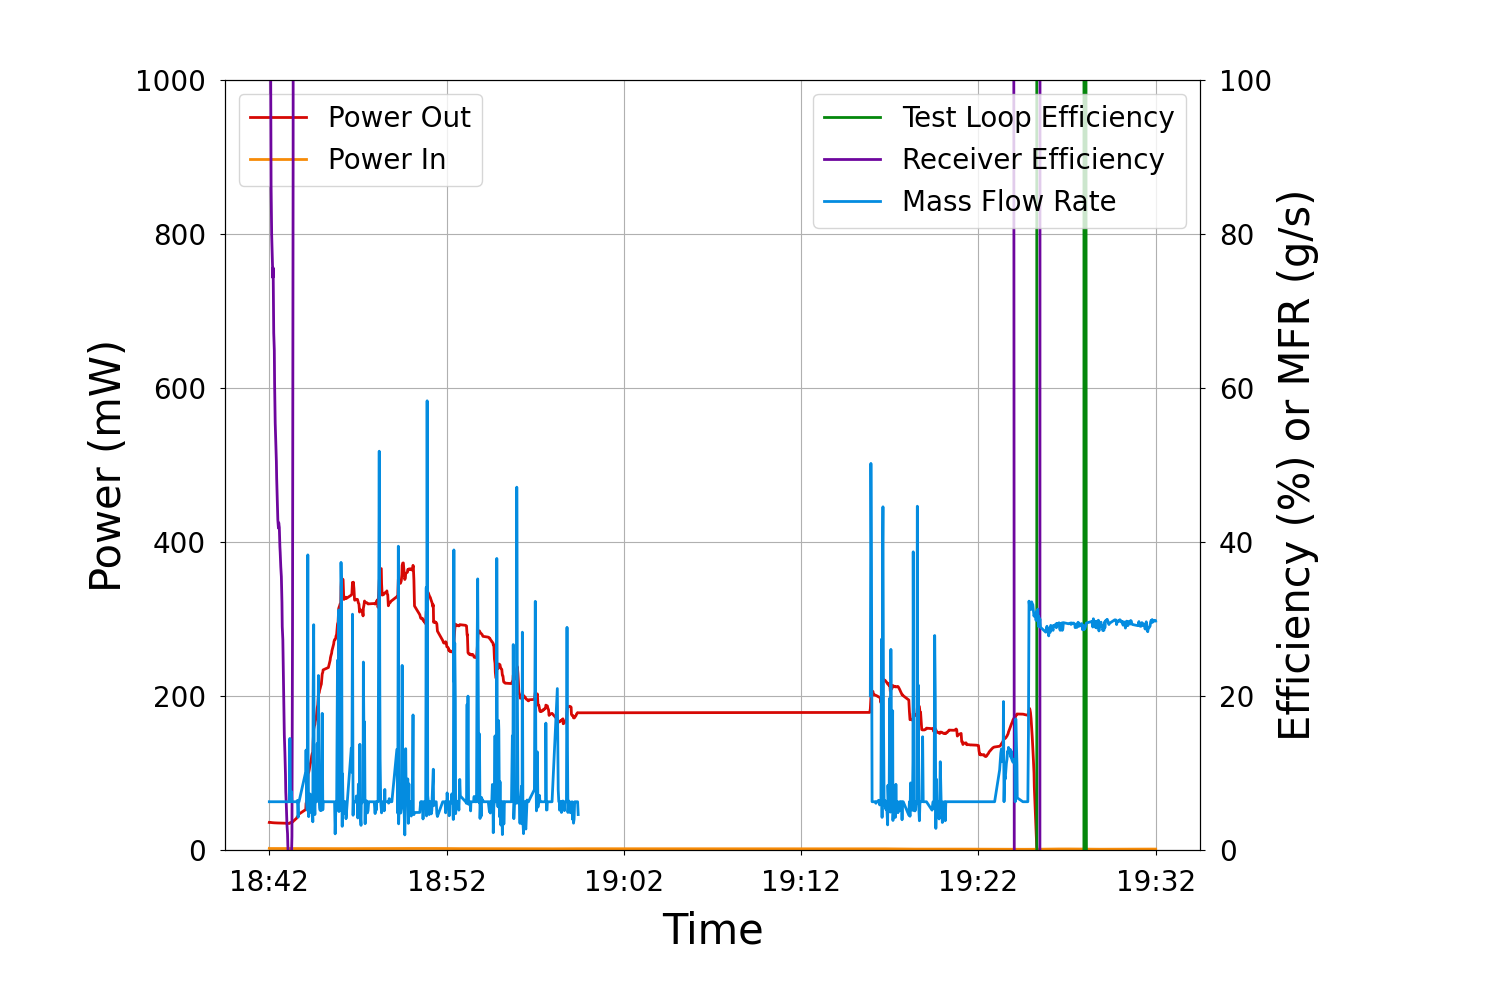 1000
800
600
400
200
0
Power (mW)
Power Out
Power In
Test Loop Efficiency
Receiver Efficiency
Mass Flow Rate
100
80
60
40
20
0
Efficiency (%) or MFR (g/s)
18:42 18:52 19:02 19:12 19:22 19:32
Time